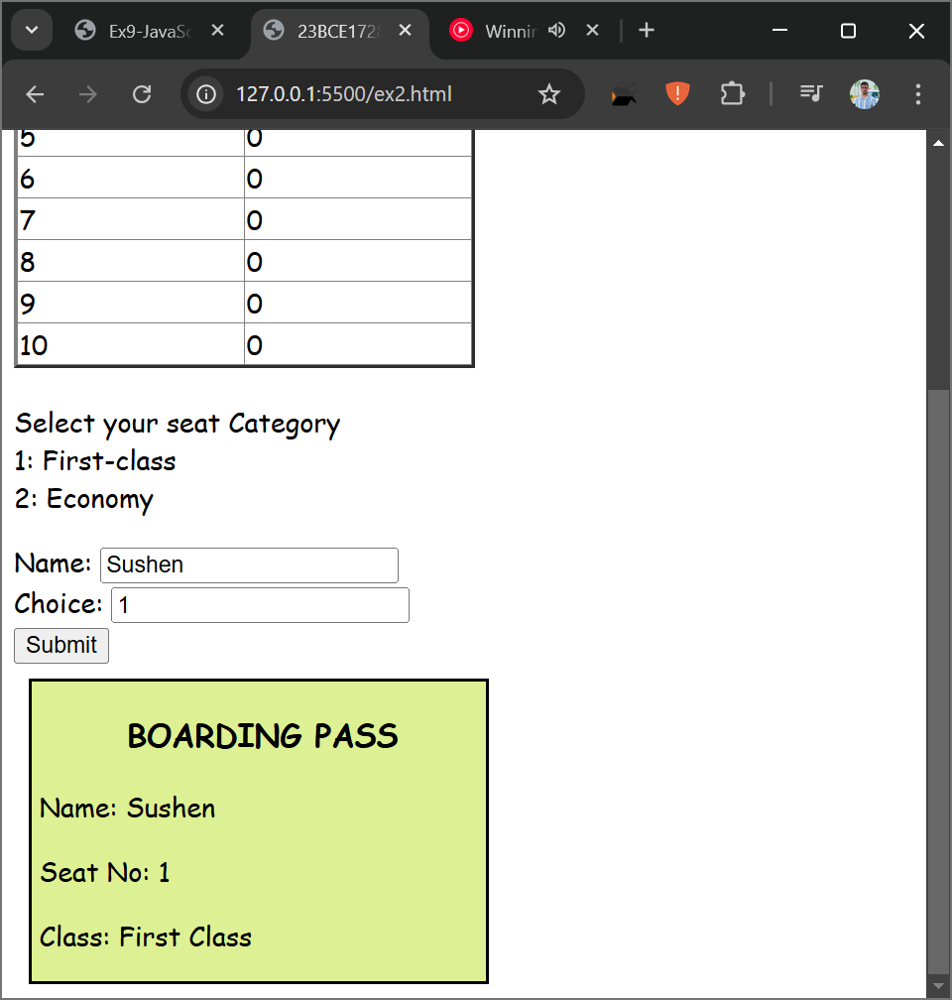 Ex9-JavaSc
23BCE1728
Winnin
127.0.0.1:5500/ex2.html
5 0
6 0
7 0
8 0
9 0
10 0
Select your seat Category
1: First-class
2: Economy
Name: Sushen
Choice: 1
Submit
BOARDING PASS
Name: Sushen
Seat No: 1
Class: First Class